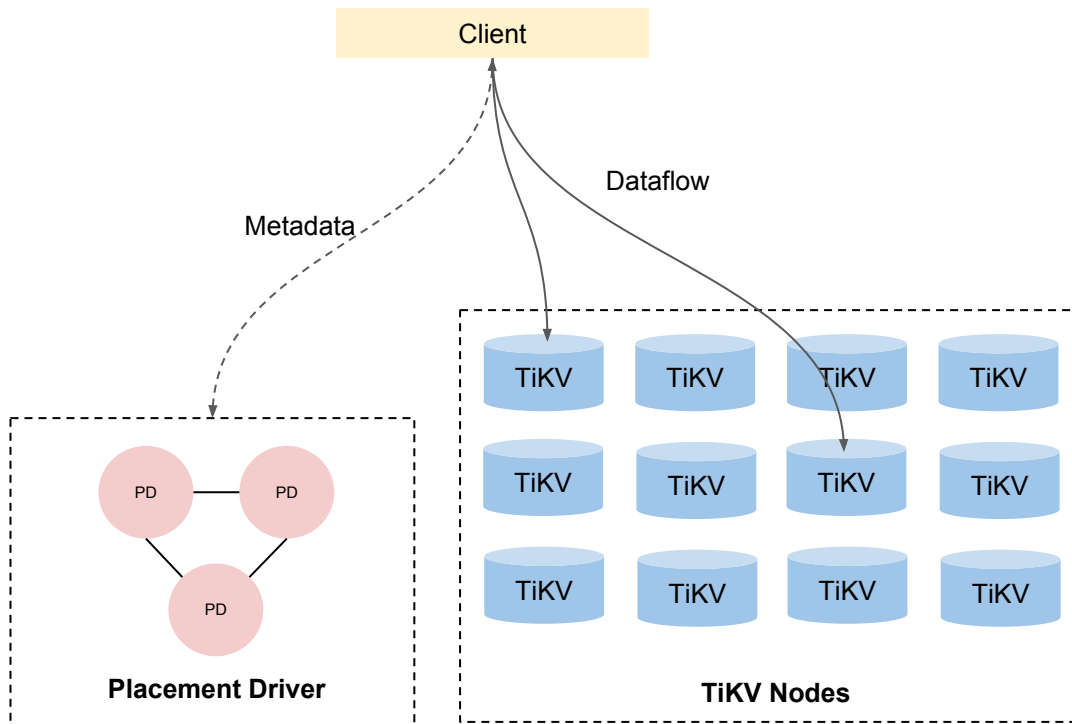 Client
Dataflow
Metadata
TiKV TiKV TiKV TiKV
TiKV TiKV TiKV TiKV
TiKV TiKV TiKV TiKV
TiKV Nodes
PD PD
PD
Placement Driver